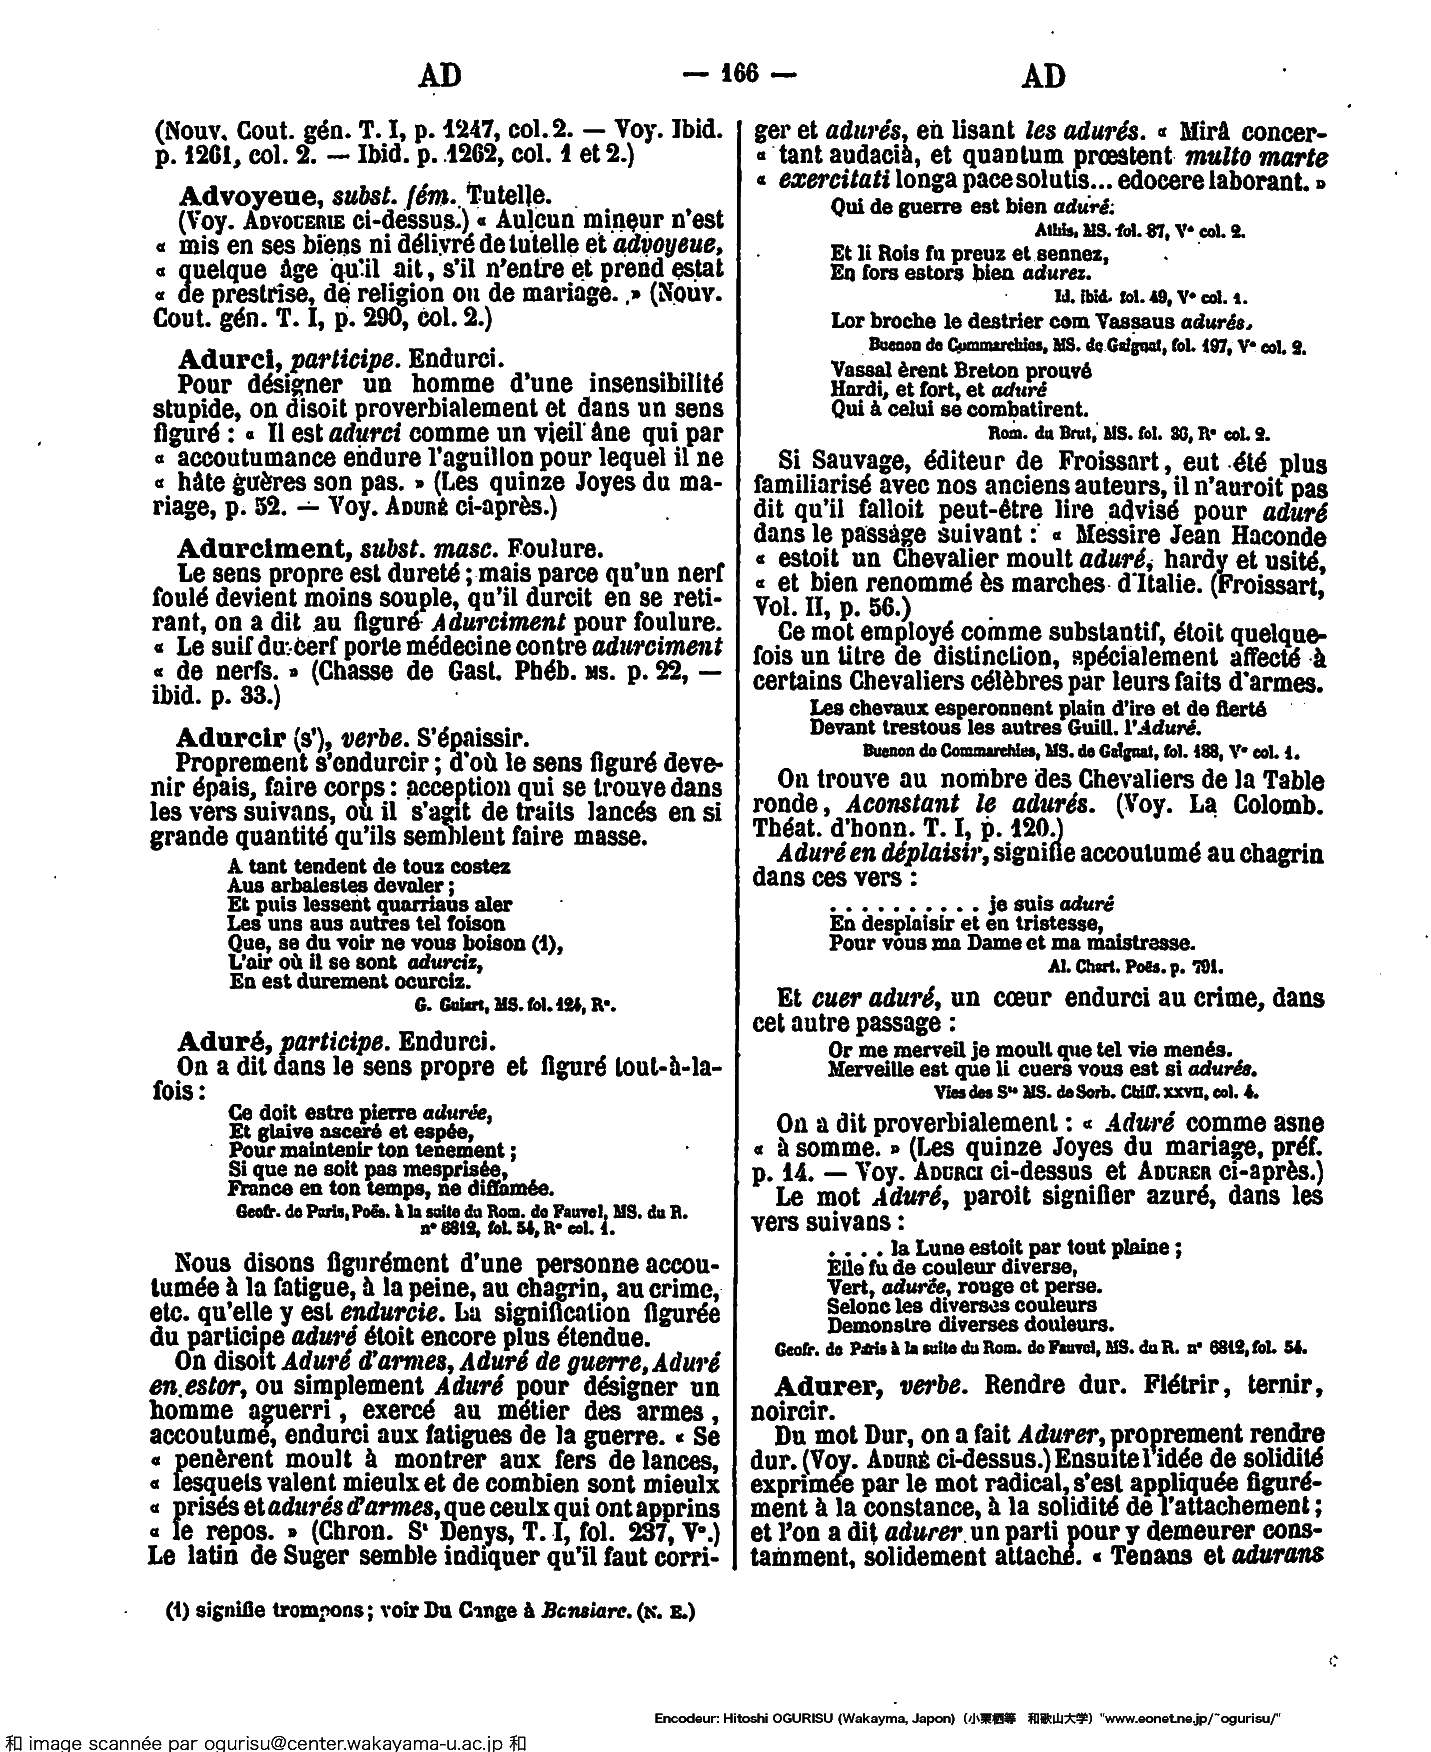 AD — 166 — AD
(Nouv. Cout. gén. T. I, p. 1247, col. 2. — Voy. Ibid.
p. 1261, col. 2. — Ibid. p. 1262, col. 1 et 2.)
Advoyeue, subst. fém. Tutelle.
(Voy. ADVOUERIE ci-dessus.) « Aulcun mineur n'est
« mis en ses biens ni délivré de tutelle et advoyeue,
« quelque âge qu'il ait, s'il n'entre et prend estat
« de prestrise, de religion ou de mariage. » (Nouv.
Cout. gén. T. I, p. 290, col. 2.)
Adurci, participe. Endurci.
Pour désigner un homme d'une insensibilité
stupide, on disoit proverbialement et dans un sens
figuré : « Il est adurci comme un vieil âne qui par
« accoutumance endure l'aguillon pour lequel il ne
« hâte guères son pas. » (Les quinze Joyes du ma-
riage, p. 52. — Voy. ADURÉ ci-après.)
Adurciment, subst. masc. Foulure.
Le sens propre est dureté ; mais parce qu'un nerf
foulé devient moins souple, qu'il durcit en se reti-
rant, on a dit au figuré Adurciment pour foulure.
« Le suif du cerf porte médecine contre adurciment
« de nerfs. » (Chasse de Gast. Phéb. MS. p. 22, —
ibid. p. 33.)
Adurcir (s'), verbe. S'épaissir.
Proprement s'endurcir ; d'où le sens figuré deve-
nir épais, faire corps : acception qui se trouve dans
les vers suivans, où il s'agit de traits lancés en si
grande quantité qu'ils semblent faire masse.
A tant tendent de touz costez
Aus arbalestes devaler ;
Et puis lessent quarriaus aler
Les uns aus autres tel foison
Que, se du voir ne vous boison (1),
L'air où il se sont adurciz,
En est durement ocurciz.
G. Guiart, MS. fol. 124, R°.
Aduré, participe. Endurci.
On a dit dans le sens propre et figuré tout-à-la-
fois :
Ce doit estre pierre adurée,
Et glaive asceré et espée,
Pour maintenir ton tenement ;
Si que ne soit pas mesprisée,
France en ton temps, ne diffamée.
Geofr. de Paris, Poës. à la suite du Rom. de Fauvel, MS. du R.
n° 6812, fol. 54, R° col. 1.
Nous disons figurément d'une personne accou-
tumée à la fatigue, à la peine, au chagrin, au crime,
etc. qu'elle y est endurcie. La signification figurée
du participe aduré étoit encore plus étendue.
On disoit Aduré d'armes, Aduré de guerre, Aduré
en estor, ou simplement Aduré pour désigner un
homme aguerri, exercé au métier des armes,
accoutumé, endurci aux fatigues de la guerre. « Se
« penèrent moult à montrer aux fers de lances,
« lesquels valent mieulx et de combien sont mieulx
« prisés et adurés d'armes, que ceulx qui ont apprins
« le repos. » (Chron. St Denys, T. I, fol. 237, V°.)
Le latin de Suger semble indiquer qu'il faut corri-
(1) signifie trompons ; voir Du Cange à Bansiare. (N. E.)
ger et adurés, en lisant les adurés. « Mirâ concer-
« tant audaciâ, et quantum præstent multo marte
« exercitati longa pace solutis... edocere laborant. »
Qui de guerre est bien aduré.
Athis, MS. fol. 87, V° col. 2.
Et li Rois fu preuz et sennez,
En fors estors bien adurez.
Id. ibid. fol. 49, V° col. 1.
Lor broche le destrier com Vassaus adurés.
Buenon de Commarchies, MS. de Gaignat, fol. 197, V° col. 2.
Vassal èrent Breton prouvé
Hardi, et fort, et aduré
Qui à celui se combatirent.
Rom. du Brut, MS. fol. 36, R° col. 2.
Si Sauvage, éditeur de Froissart, eut été plus
familiarisé avec nos anciens auteurs, il n'auroit pas
dit qu'il falloit peut-être lire advisé pour aduré
dans le passage suivant : « Messire Jean Haconde
« estoit un Chevalier moult aduré, hardy et usité,
« et bien renommé ès marches d'Italie. (Froissart,
Vol. II, p. 56.)
Ce mot employé comme substantif, étoit quelque-
fois un titre de distinction, spécialement affecté à
certains Chevaliers célèbres par leurs faits d'armes.
Les chevaux esperonnent plain d'ire et de fierté
Devant trestous les autres Guill. l'Aduré.
Buenon de Commarchies, MS. de Gaignat, fol. 188, V° col. 1.
On trouve au nombre des Chevaliers de la Table
ronde, Aconstant le adurés. (Voy. La Colomb.
Théat. d'honn. T. I, p. 120.)
Aduré en déplaisir, signifie accoutumé au chagrin
dans ces vers :
. . . . . . . . . . je suis aduré
En desplaisir et en tristesse,
Pour vous ma Dame et ma maistresse.
Al. Chart. Poës. p. 791.
Et cuer aduré, un cœur endurci au crime, dans
cet autre passage :
Or me merveil je moult que tel vie menés.
Merveille est que li cuers vous est si adurés.
Vies des Sts MS. de Sorb. Chiff. XXVII, col. 4.
On a dit proverbialement : « Aduré comme asne
« à somme. » (Les quinze Joyes du mariage, préf.
p. 14. — Voy. ADURCI ci-dessus et ADURER ci-après.)
Le mot Aduré, paroit signifier azuré, dans les
vers suivans :
. . . . la Lune estoit par tout plaine ;
Elle fu de couleur diverse,
Vert, adurée, rouge et perse.
Selonc les diverses couleurs
Demonstre diverses douleurs.
Geofr. de Paris à la suite du Rom. de Fauvel, MS. du R. n° 6812, fol. 54.
Adurer, verbe. Rendre dur. Flétrir, ternir,
noircir.
Du mot Dur, on a fait Adurer, proprement rendre
dur. (Voy. ADURÉ ci-dessus.) Ensuite l'idée de solidité
exprimée par le mot radical, s'est appliquée figuré-
ment à la constance, à la solidité de l'attachement ;
et l'on a dit adurer un parti pour y demeurer cons-
tamment, solidement attaché. « Tenans et adurans
Encodeur: Hitoshi OGURISU (Wakayma, Japon) (小栗栖等 和歌山大学) "www.eonet.ne.jp/~ogurisu/"
和 image scannée par ogurisu@center.wakayama-u.ac.jp 和